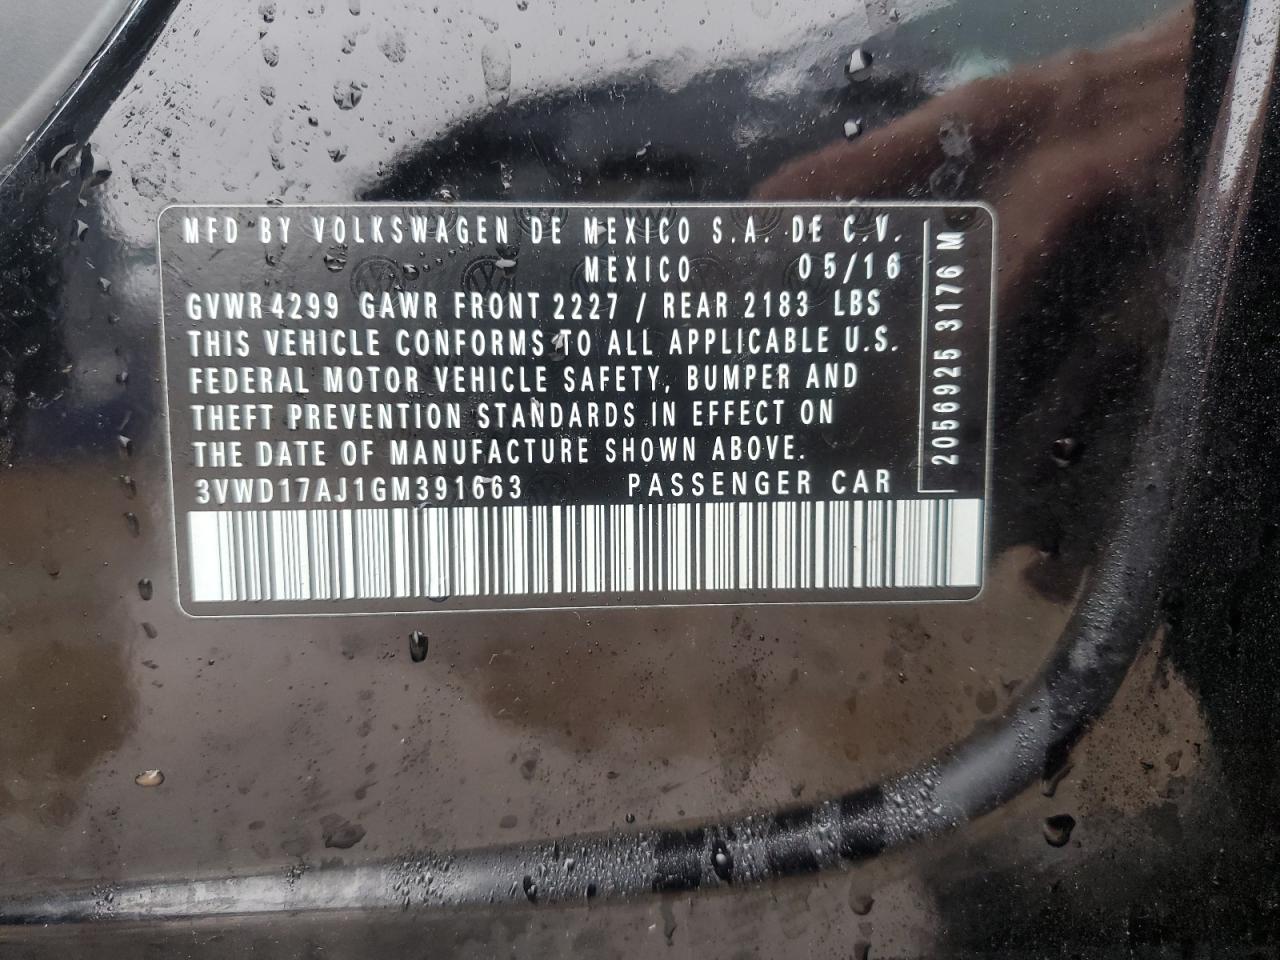 MFD BY VOLKSWAGEN DE MEXICO S.A. DE C.V.
MEXICO 05/16
GVWR 4299 GAWR FRONT 2227 / REAR 2183 LBS
THIS VEHICLE CONFORMS TO ALL APPLICABLE U.S.
FEDERAL MOTOR VEHICLE SAFETY, BUMPER AND
THEFT PREVENTION STANDARDS IN EFFECT ON
THE DATE OF MANUFACTURE SHOWN ABOVE.
3VWD17AJ1GM391663 PASSENGER CAR
2056925 3176 M